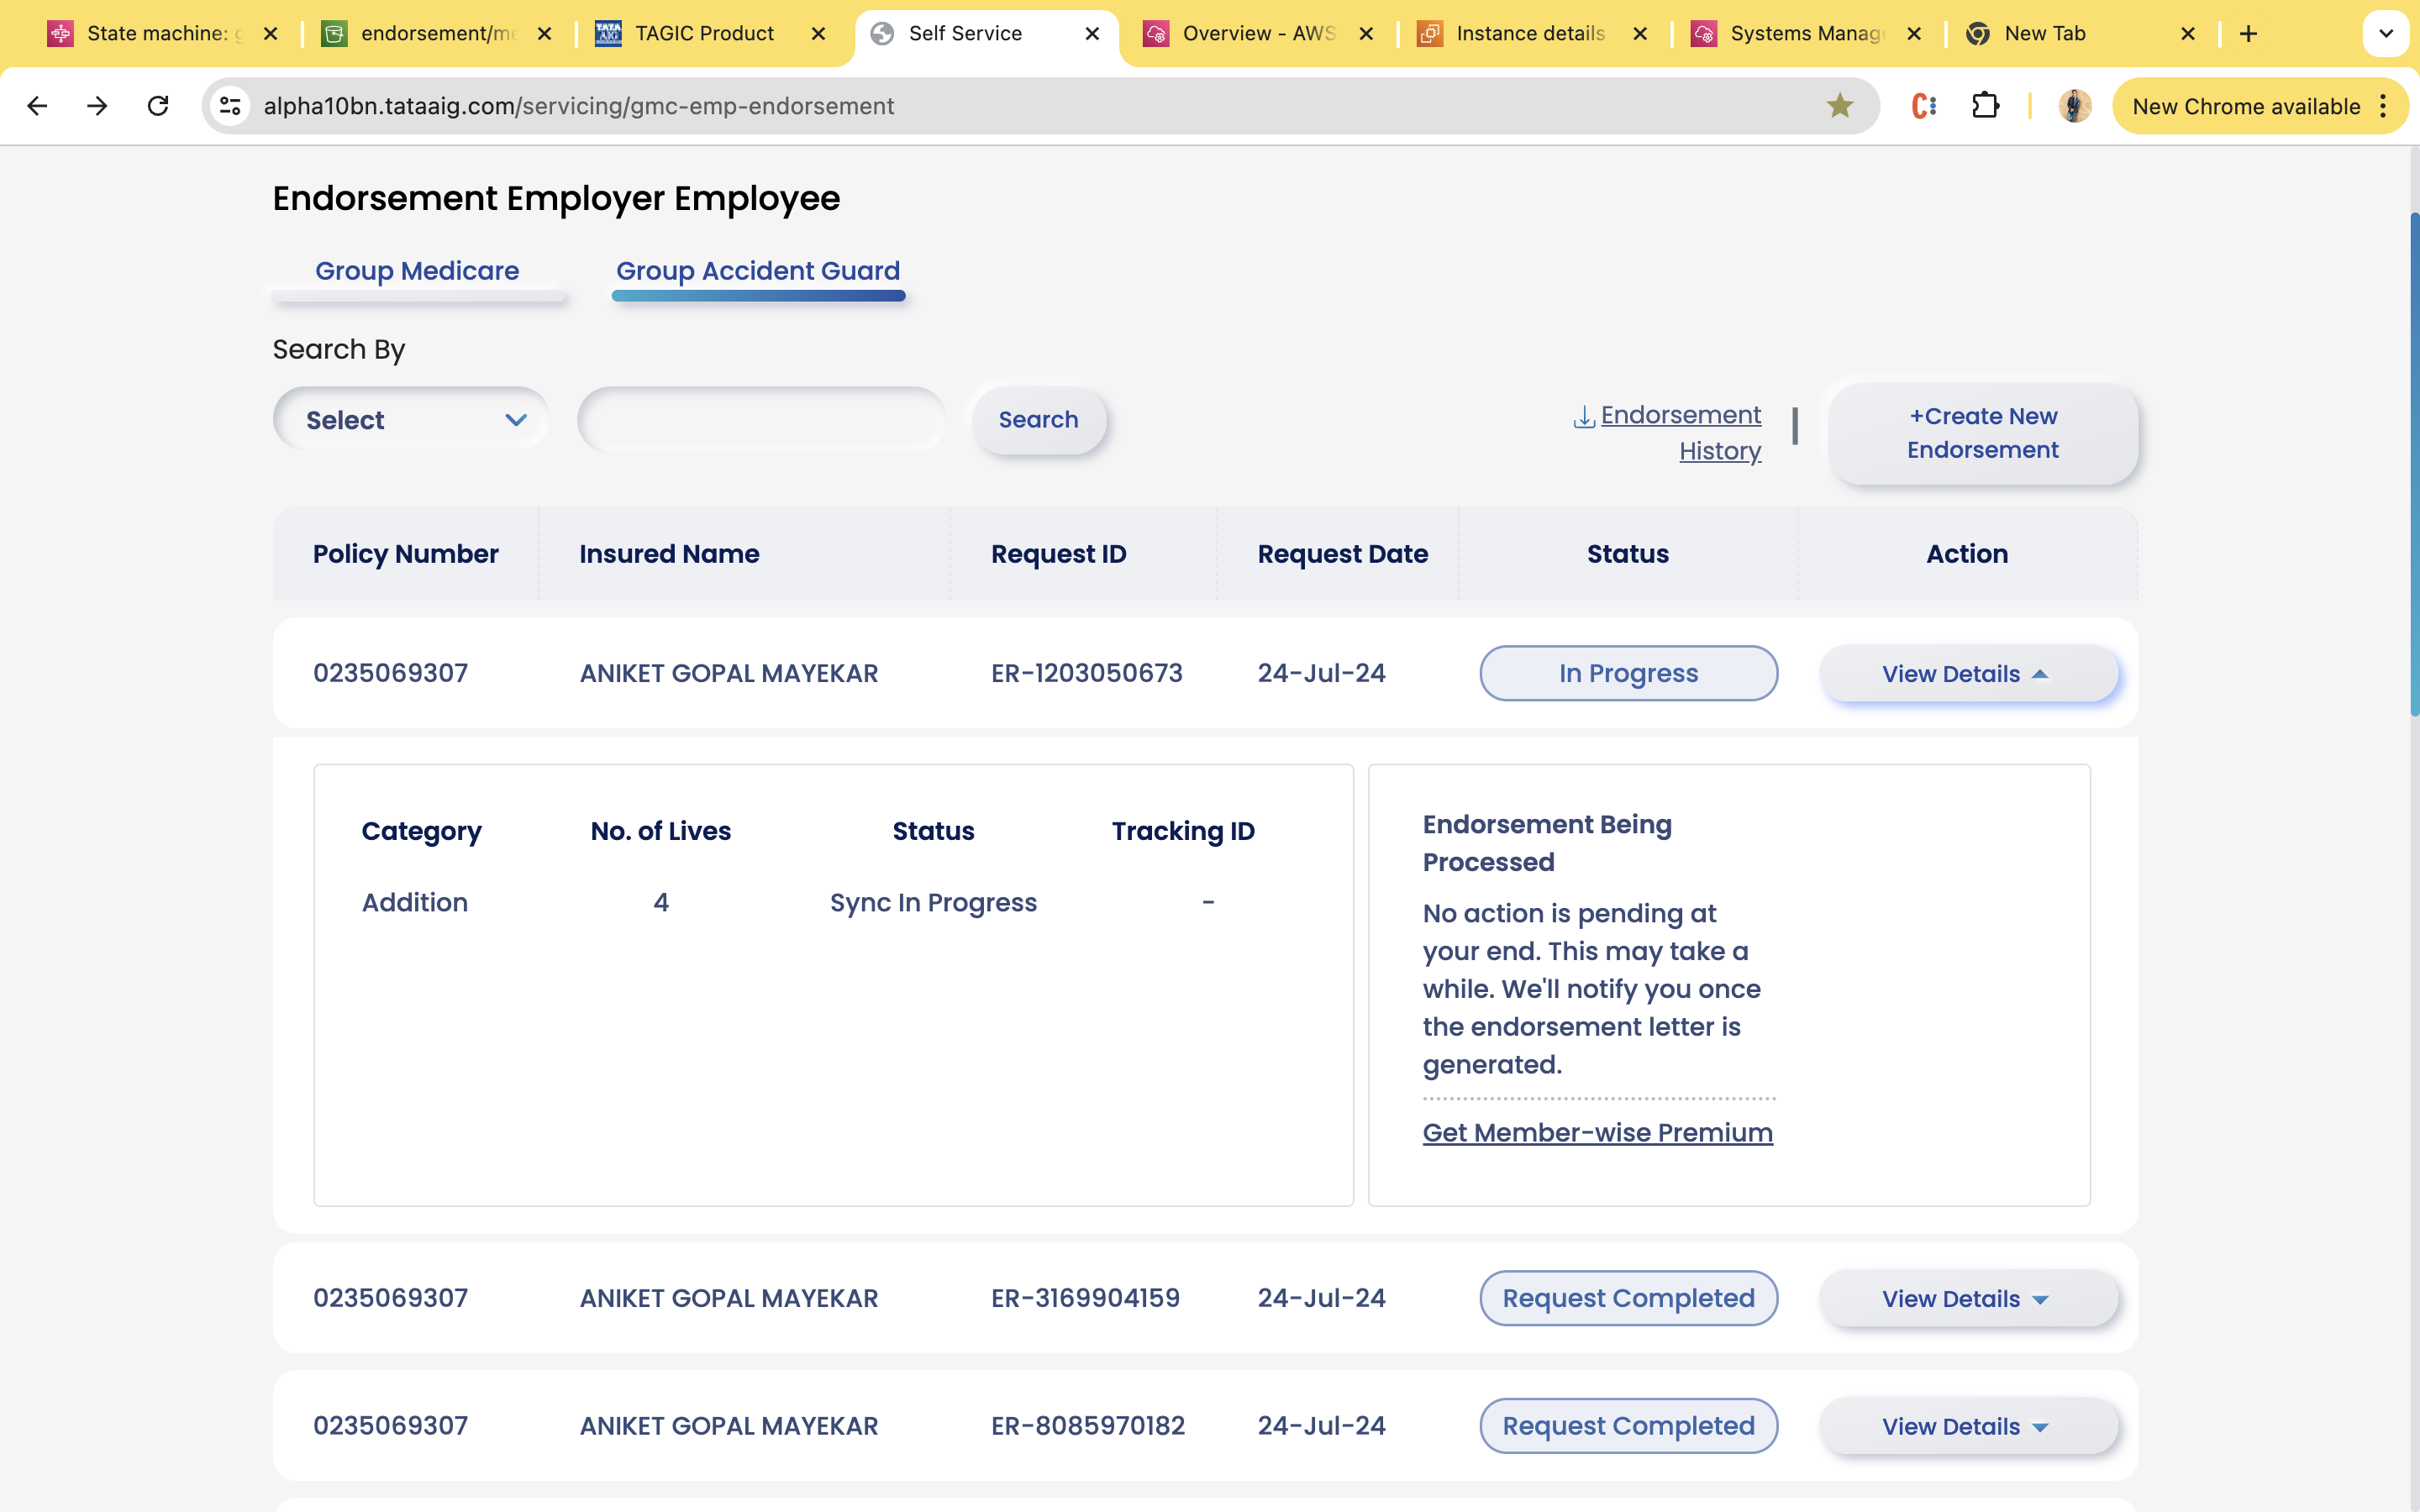 State machine: g
endorsement/me
TAGIC Product
Self Service
Overview - AWS
Instance details
Systems Manag
New Tab
alpha10bn.tataaig.com/servicing/gmc-emp-endorsement
New Chrome available
Endorsement Employer Employee
Group Medicare
Group Accident Guard
Search By
Select
Search
Endorsement
History
+Create New
Endorsement
Policy Number Insured Name Request ID Request Date Status Action
0235069307 ANIKET GOPAL MAYEKAR ER-1203050673 24-Jul-24 In Progress View Details
Category No. of Lives Status Tracking ID
Addition 4 Sync In Progress -
Endorsement Being
Processed
No action is pending at
your end. This may take a
while. We'll notify you once
the endorsement letter is
generated.
Get Member-wise Premium
0235069307 ANIKET GOPAL MAYEKAR ER-3169904159 24-Jul-24 Request Completed View Details
0235069307 ANIKET GOPAL MAYEKAR ER-8085970182 24-Jul-24 Request Completed View Details